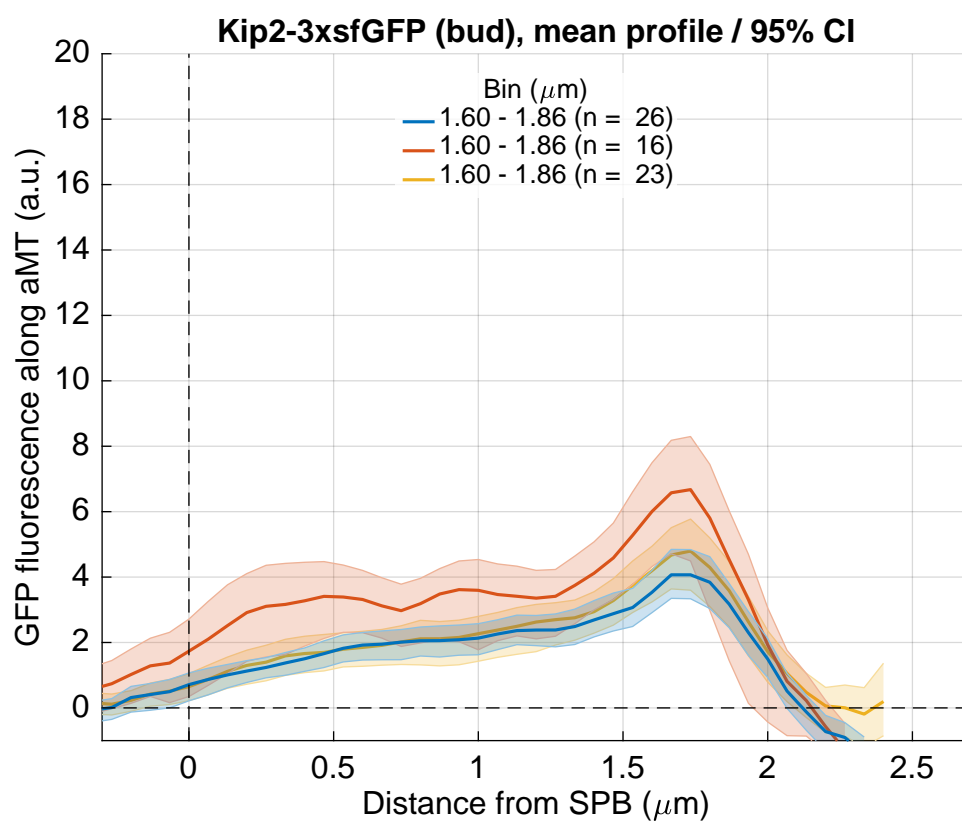 Kip2-3xsfGFP (bud), mean profile / 95% CI
Bin (μm)
1.60 - 1.86 (n = 26)
1.60 - 1.86 (n = 16)
1.60 - 1.86 (n = 23)
GFP fluorescence along aMT (a.u.)
20
18
16
14
12
10
8
6
4
2
0
0 0.5 1 1.5 2 2.5
Distance from SPB (μm)